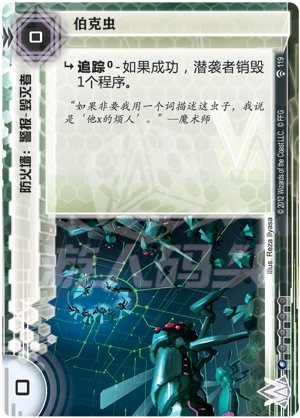 0
伯克虫
↳ 追踪⁰-如果成功，潜袭者销毁
1个程序。
“如果非要我用一个词描述这虫子，我说
是‘他x的烦人’。” —魔术师
防火墙：警报-毁灭者
119
© 2012 Wizards of the Coast LLC. © FFG
illus. Reza Ilyasa
0